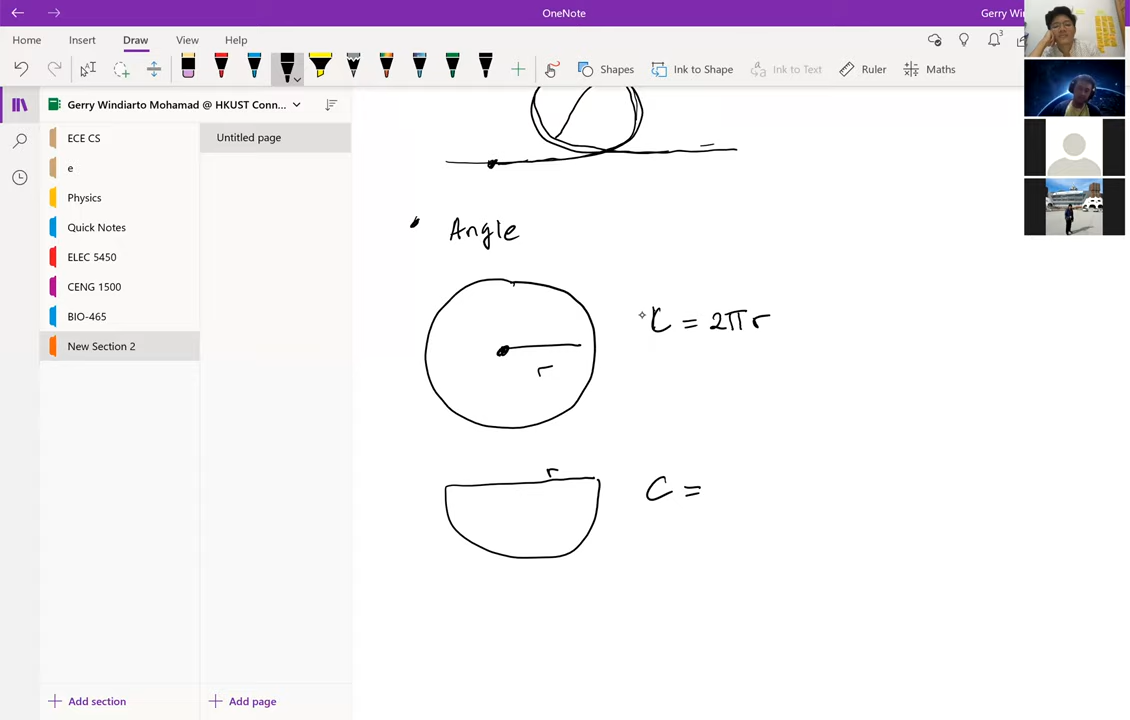 OneNote
Gerry Win
Home Insert Draw View Help
Shapes Ink to Shape Ink to Text Ruler Maths
Gerry Windiarto Mohamad @ HKUST Conn...
ECE CS
e
Physics
Quick Notes
ELEC 5450
CENG 1500
BIO-465
New Section 2
Add section
Untitled page
Add page
Angle
r
C = 2πr
r
C =
3